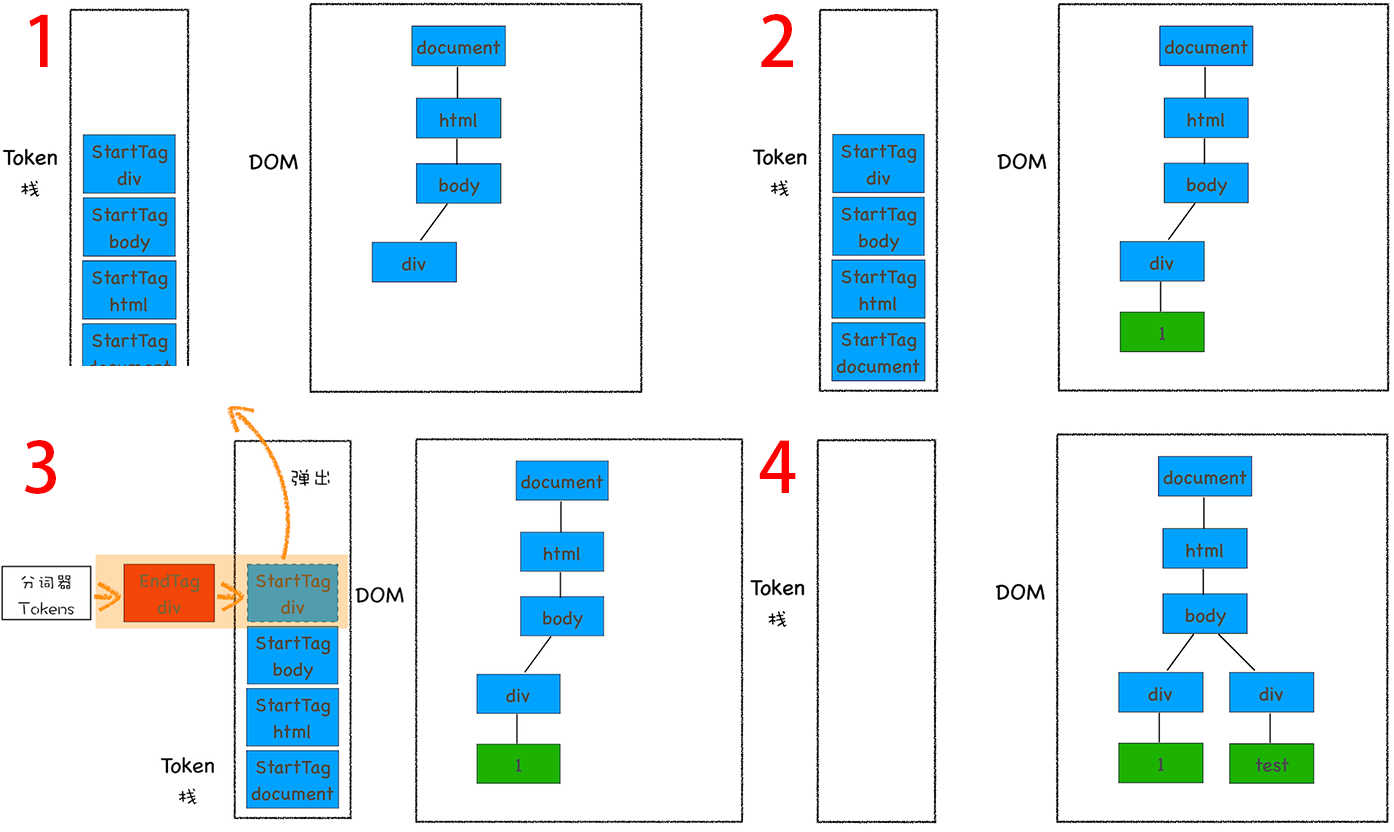 1
Token
栈
StartTag
div
StartTag
body
StartTag
html
StartTag
document
DOM
document
html
body
div
2
Token
栈
StartTag
div
StartTag
body
StartTag
html
StartTag
document
DOM
document
html
body
div
1
3
分词器
Tokens
EndTag
div
弹出
StartTag
div
StartTag
body
StartTag
html
StartTag
document
Token
栈
DOM
document
html
body
div
1
4
Token
栈
DOM
document
html
body
div
div
1
test